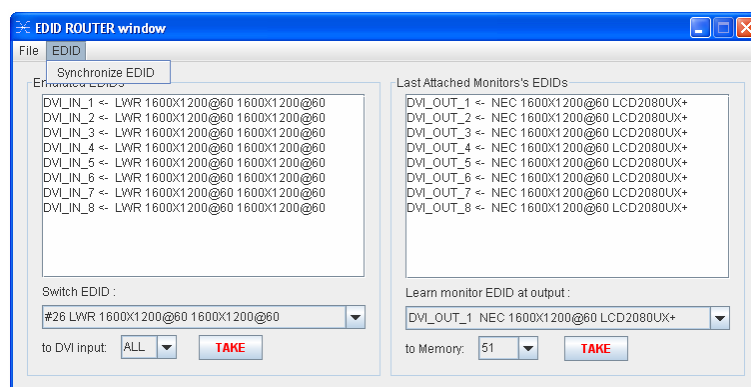 EDID ROUTER window
File EDID
Synchronize EDID
Emulated EDIDs
DVI_IN_1 <- LWR 1600X1200@60 1600X1200@60
DVI_IN_2 <- LWR 1600X1200@60 1600X1200@60
DVI_IN_3 <- LWR 1600X1200@60 1600X1200@60
DVI_IN_4 <- LWR 1600X1200@60 1600X1200@60
DVI_IN_5 <- LWR 1600X1200@60 1600X1200@60
DVI_IN_6 <- LWR 1600X1200@60 1600X1200@60
DVI_IN_7 <- LWR 1600X1200@60 1600X1200@60
DVI_IN_8 <- LWR 1600X1200@60 1600X1200@60
Switch EDID :
#26 LWR 1600X1200@60 1600X1200@60
to DVI input: ALL TAKE
Last Attached Monitors's EDIDs
DVI_OUT_1 <- NEC 1600X1200@60 LCD2080UX+
DVI_OUT_2 <- NEC 1600X1200@60 LCD2080UX+
DVI_OUT_3 <- NEC 1600X1200@60 LCD2080UX+
DVI_OUT_4 <- NEC 1600X1200@60 LCD2080UX+
DVI_OUT_5 <- NEC 1600X1200@60 LCD2080UX+
DVI_OUT_6 <- NEC 1600X1200@60 LCD2080UX+
DVI_OUT_7 <- NEC 1600X1200@60 LCD2080UX+
DVI_OUT_8 <- NEC 1600X1200@60 LCD2080UX+
Learn monitor EDID at output :
DVI_OUT_1 NEC 1600X1200@60 LCD2080UX+
to Memory: 51 TAKE